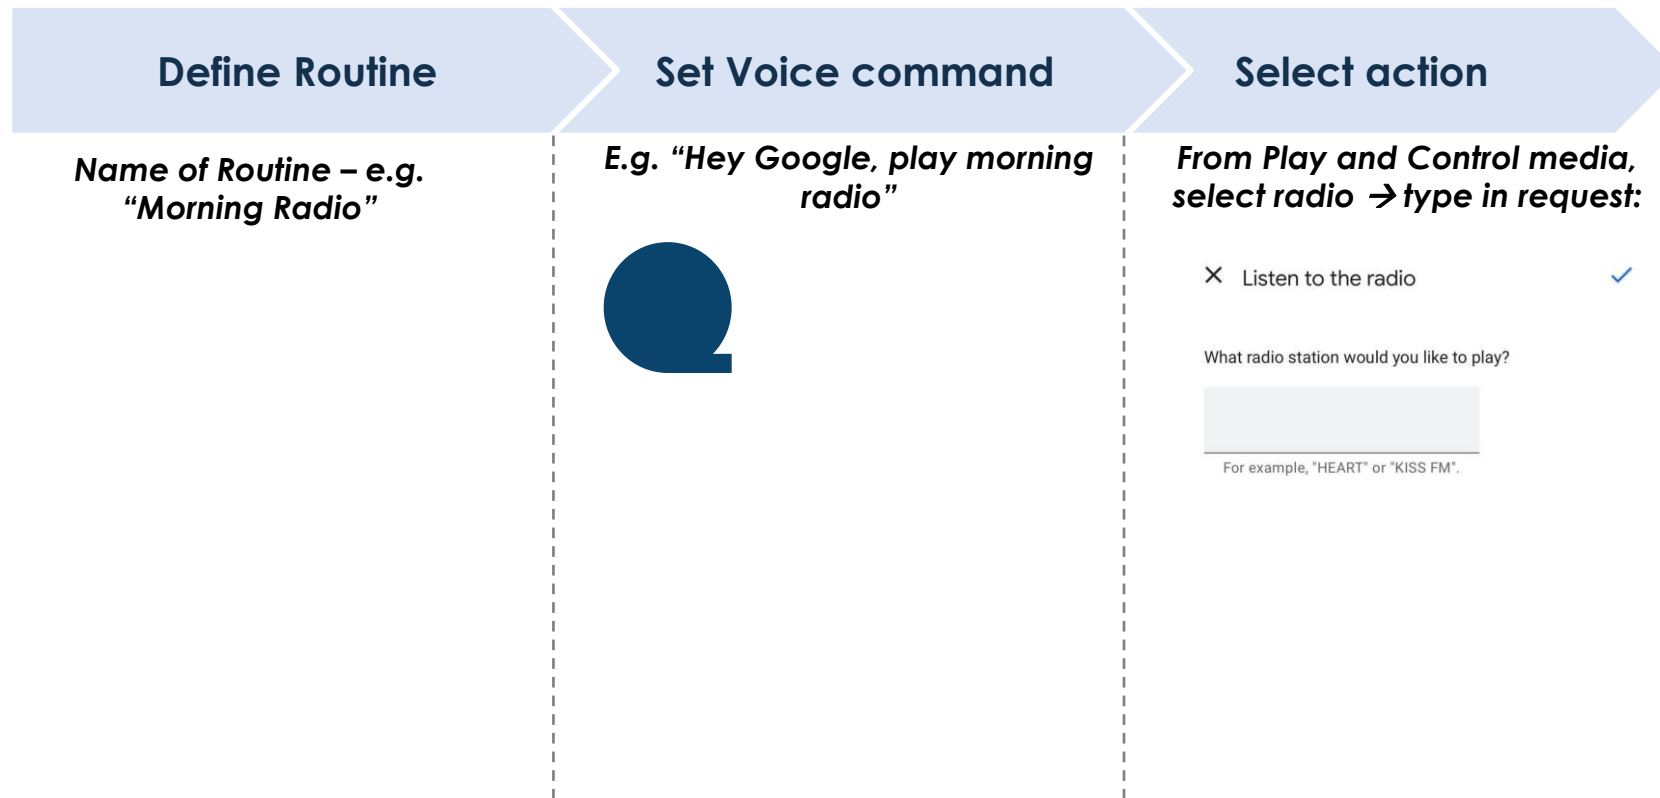 Define Routine
Set Voice command
Select action
Name of Routine – e.g.
“Morning Radio”
E.g. “Hey Google, play morning
radio”
From Play and Control media,
select radio → type in request:
Listen to the radio
What radio station would you like to play?
For example, "HEART" or "KISS FM".